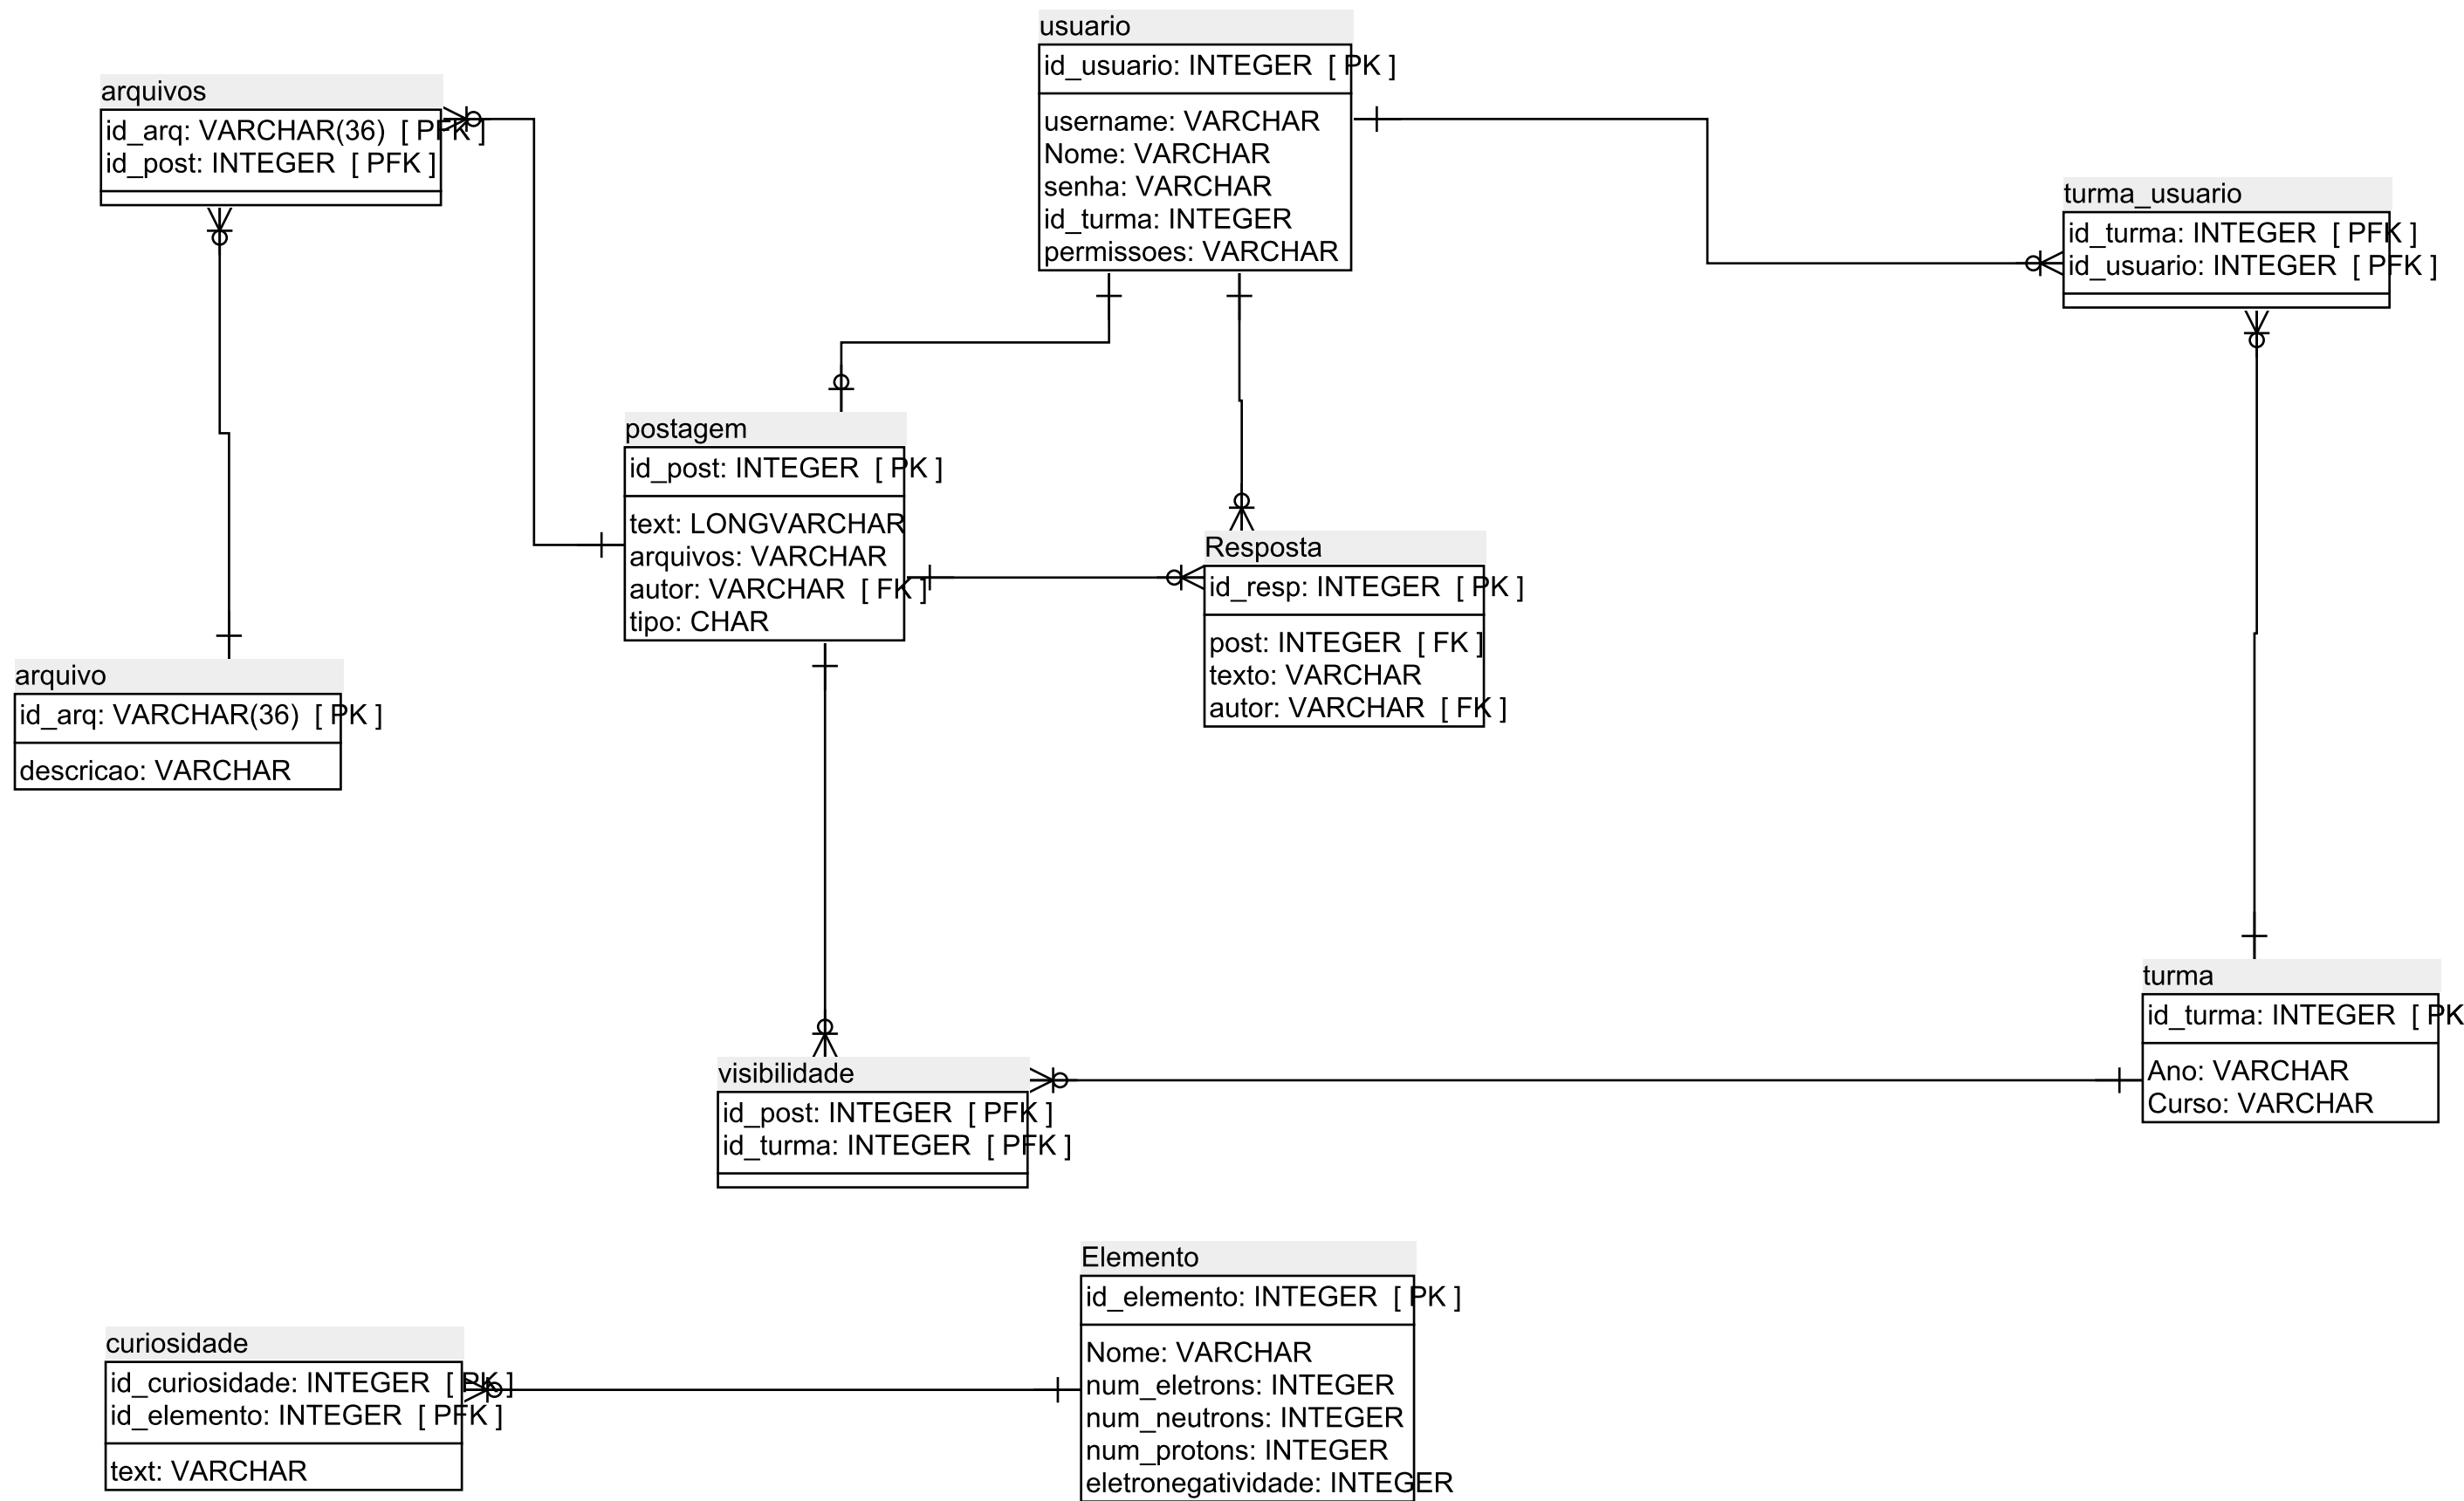 usuario
id_usuario: INTEGER [ PK ]
username: VARCHAR
Nome: VARCHAR
senha: VARCHAR
id_turma: INTEGER
permissoes: VARCHAR
arquivos
id_arq: VARCHAR(36) [ PFK ]
id_post: INTEGER [ PFK ]
turma_usuario
id_turma: INTEGER [ PFK ]
id_usuario: INTEGER [ PFK ]
postagem
id_post: INTEGER [ PK ]
text: LONGVARCHAR
arquivos: VARCHAR
autor: VARCHAR [ FK ]
tipo: CHAR
Resposta
id_resp: INTEGER [ PK ]
post: INTEGER [ FK ]
texto: VARCHAR
autor: VARCHAR [ FK ]
arquivo
id_arq: VARCHAR(36) [ PK ]
descricao: VARCHAR
turma
id_turma: INTEGER [ PK
Ano: VARCHAR
Curso: VARCHAR
visibilidade
id_post: INTEGER [ PFK ]
id_turma: INTEGER [ PFK ]
Elemento
id_elemento: INTEGER [ PK ]
Nome: VARCHAR
num_eletrons: INTEGER
num_neutrons: INTEGER
num_protons: INTEGER
eletronegatividade: INTEGER
curiosidade
id_curiosidade: INTEGER [ PK ]
id_elemento: INTEGER [ PFK ]
text: VARCHAR